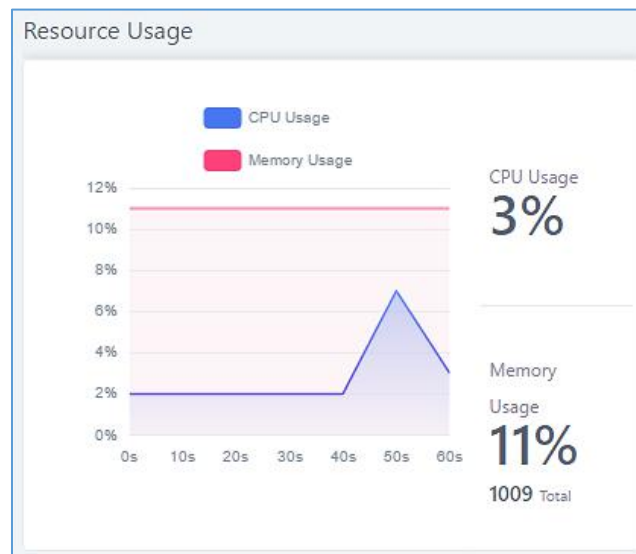 Resource Usage
CPU Usage
Memory Usage
12%
10%
8%
6%
4%
2%
0%
0s 10s 20s 30s 40s 50s 60s
CPU Usage
3%
Memory
Usage
11%
1009 Total